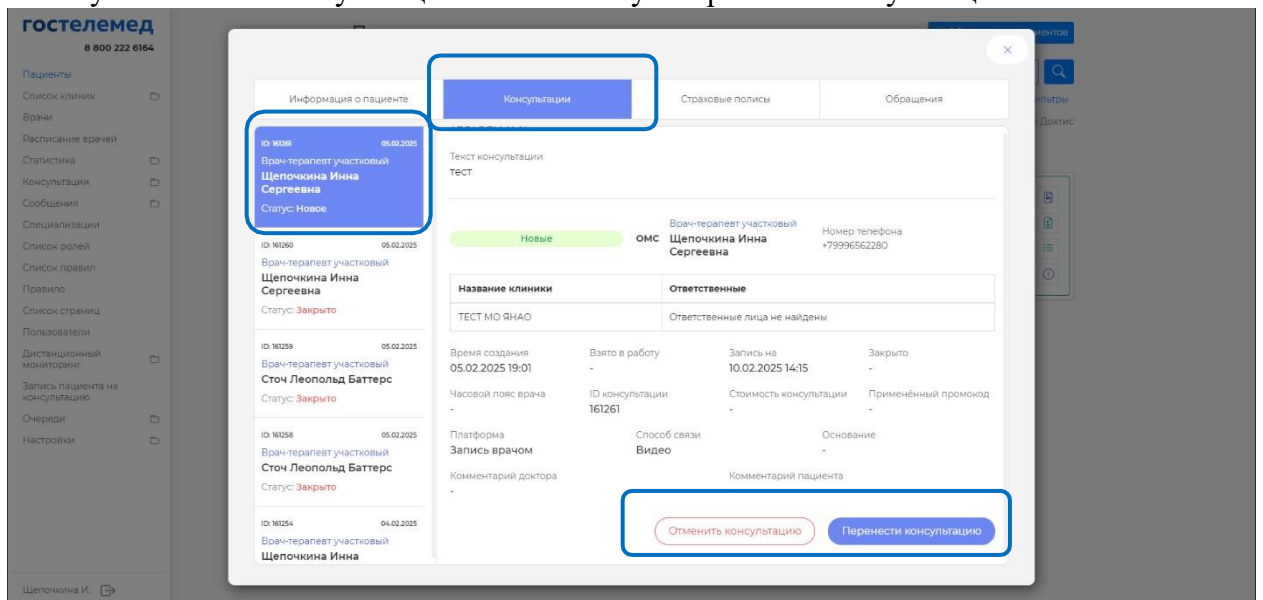 гостелемед
8 800 222 6164
Пациенты
Список клиник
Врачи
Расписание врачей
Статистика
Консультации
Сообщения
Специализации
Список ролей
Список правил
Правило
Список страниц
Пользователи
Дистанционный
мониторинг
Запись пациента на
консультацию
Очереди
Настройки
Щепочкина И.
Информация о пациенте
Консультации
Страховые полисы
Обращения
ID: 161261 05.02.2025
Врач-терапевт участковый
Щепочкина Инна
Сергеевна
Статус: Новое
ID: 161260 05.02.2025
Врач-терапевт участковый
Щепочкина Инна
Сергеевна
Статус: Закрыто
ID: 161259 05.02.2025
Врач-терапевт участковый
Сточ Леопольд Баттерс
Статус: Закрыто
ID: 161258 05.02.2025
Врач-терапевт участковый
Сточ Леопольд Баттерс
Статус: Закрыто
ID: 161254 04.02.2025
Врач-терапевт участковый
Щепочкина Инна
Текст консультации
тест
Новые
ОМС
Врач-терапевт участковый
Щепочкина Инна
Сергеевна
Номер телефона
+79996562280
Название клиники Ответственные
ТЕСТ МО ЯНАО Ответственные лица не найдены
Время создания Взято в работу Запись на Закрыто
05.02.2025 19:01 - 10.02.2025 14:15 -
Часовой пояс врача ID консультации Стоимость консультации Применённый промокод
- 161261 - -
Платформа Способ связи Основание
Запись врачом Видео -
Комментарий доктора Комментарий пациента
-
Отменить консультацию Перенести консультацию
иентов
льтры
Доктис